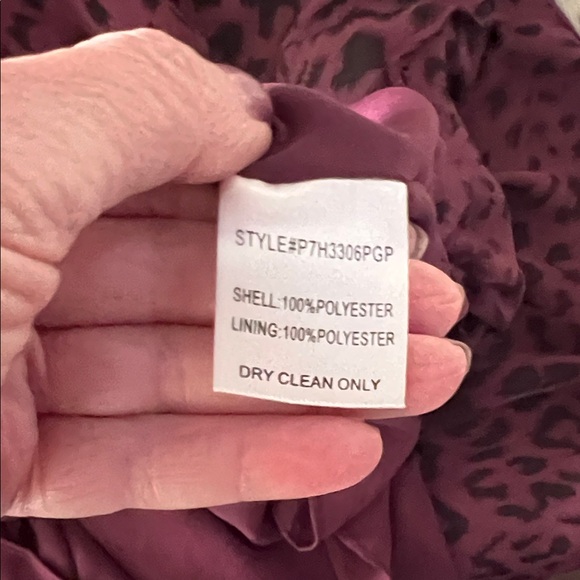 STYLE#P7H3306PGP
SHELL:100%POLYESTER
LINING:100%POLYESTER
DRY CLEAN ONLY